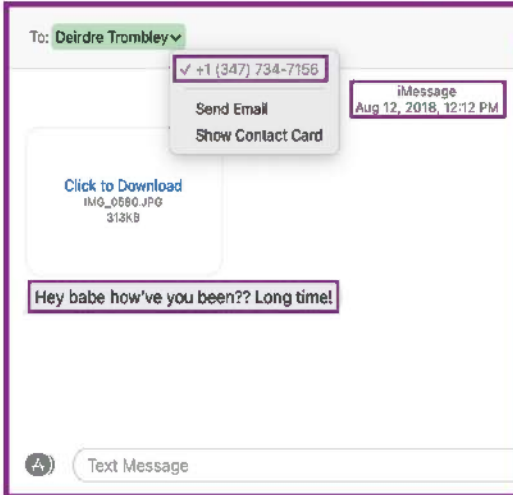 To: Deirdre Trombley
✓ +1 (347) 734-7156
Send Email
Show Contact Card
iMessage
Aug 12, 2018, 12:12 PM
Click to Download
IMG_0580.JPG
313KB
Hey babe how've you been?? Long time!
A
Text Message